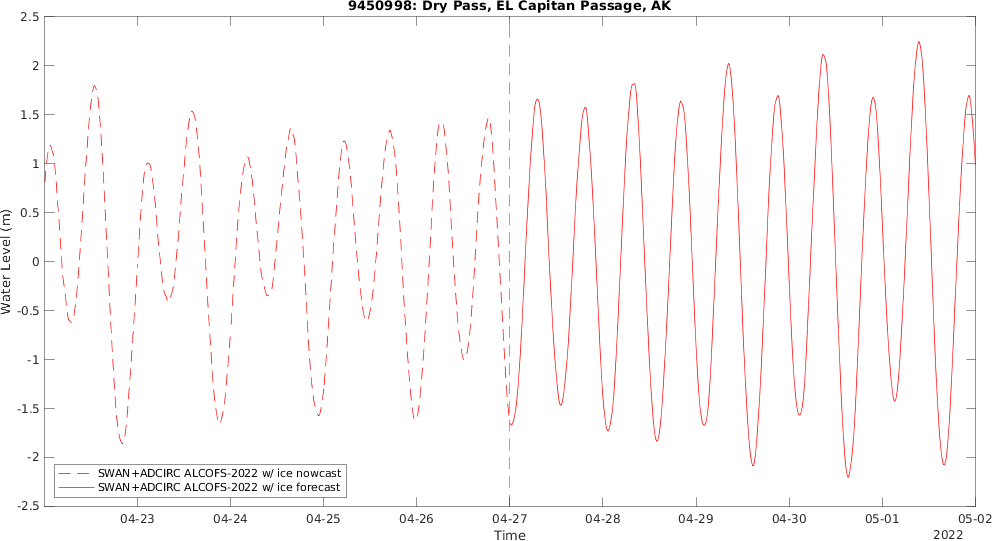 9450998: Dry Pass, EL Capitan Passage, AK
2.5
2
1.5
1
0.5
0
-0.5
-1
-1.5
-2
-2.5
Water Level (m)
SWAN+ADCIRC ALCOFS-2022 w/ ice nowcast
SWAN+ADCIRC ALCOFS-2022 w/ ice forecast
04-23 04-24 04-25 04-26 04-27 04-28 04-29 04-30 05-01 05-02
Time
2022